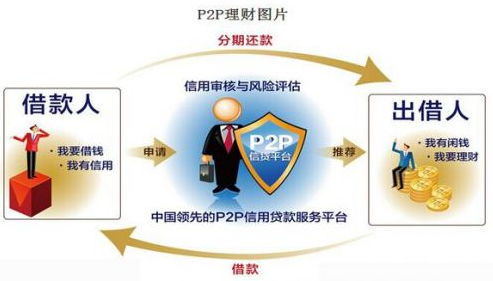 P2P理财图片
分期还款
信用审核与风险评估
借款人
·我要借钱
·我有信用
申请
P2P
信贷平台
推荐
出借人
·我有闲钱
·我要理财
中国领先的P2P信用贷款服务平台
借款